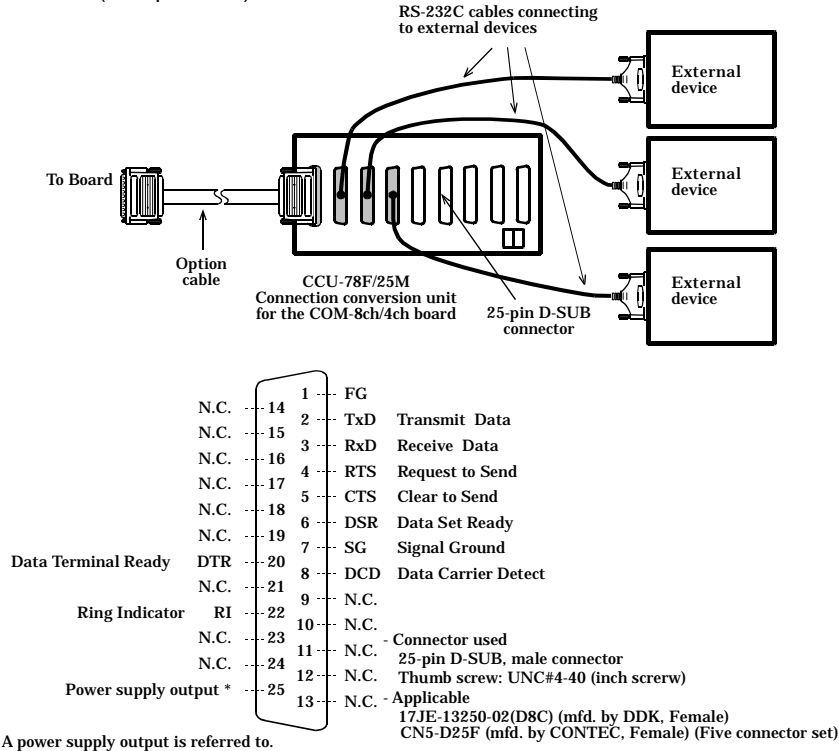 RS-232C cables connecting
to external devices
External
device
To Board
External
device
Option
cable
CCU-78F/25M
Connection conversion unit
for the COM-8ch/4ch board
25-pin D-SUB
connector
External
device
1 FG
N.C. 14
2 TxD Transmit Data
N.C. 15
3 RxD Receive Data
N.C. 16
4 RTS Request to Send
N.C. 17
5 CTS Clear to Send
N.C. 18
6 DSR Data Set Ready
N.C. 19
7 SG Signal Ground
Data Terminal Ready DTR 20
8 DCD Data Carrier Detect
N.C. 21
9 N.C.
Ring Indicator RI 22
10 N.C.
N.C. 23
11 N.C.
N.C. 24
12 N.C.
Power supply output * 25
13 N.C.
- Connector used
25-pin D-SUB, male connector
Thumb screw: UNC#4-40 (inch screrw)
- Applicable
17JE-13250-02(D8C) (mfd. by DDK, Female)
CN5-D25F (mfd. by CONTEC, Female) (Five connector set)
A power supply output is referred to.